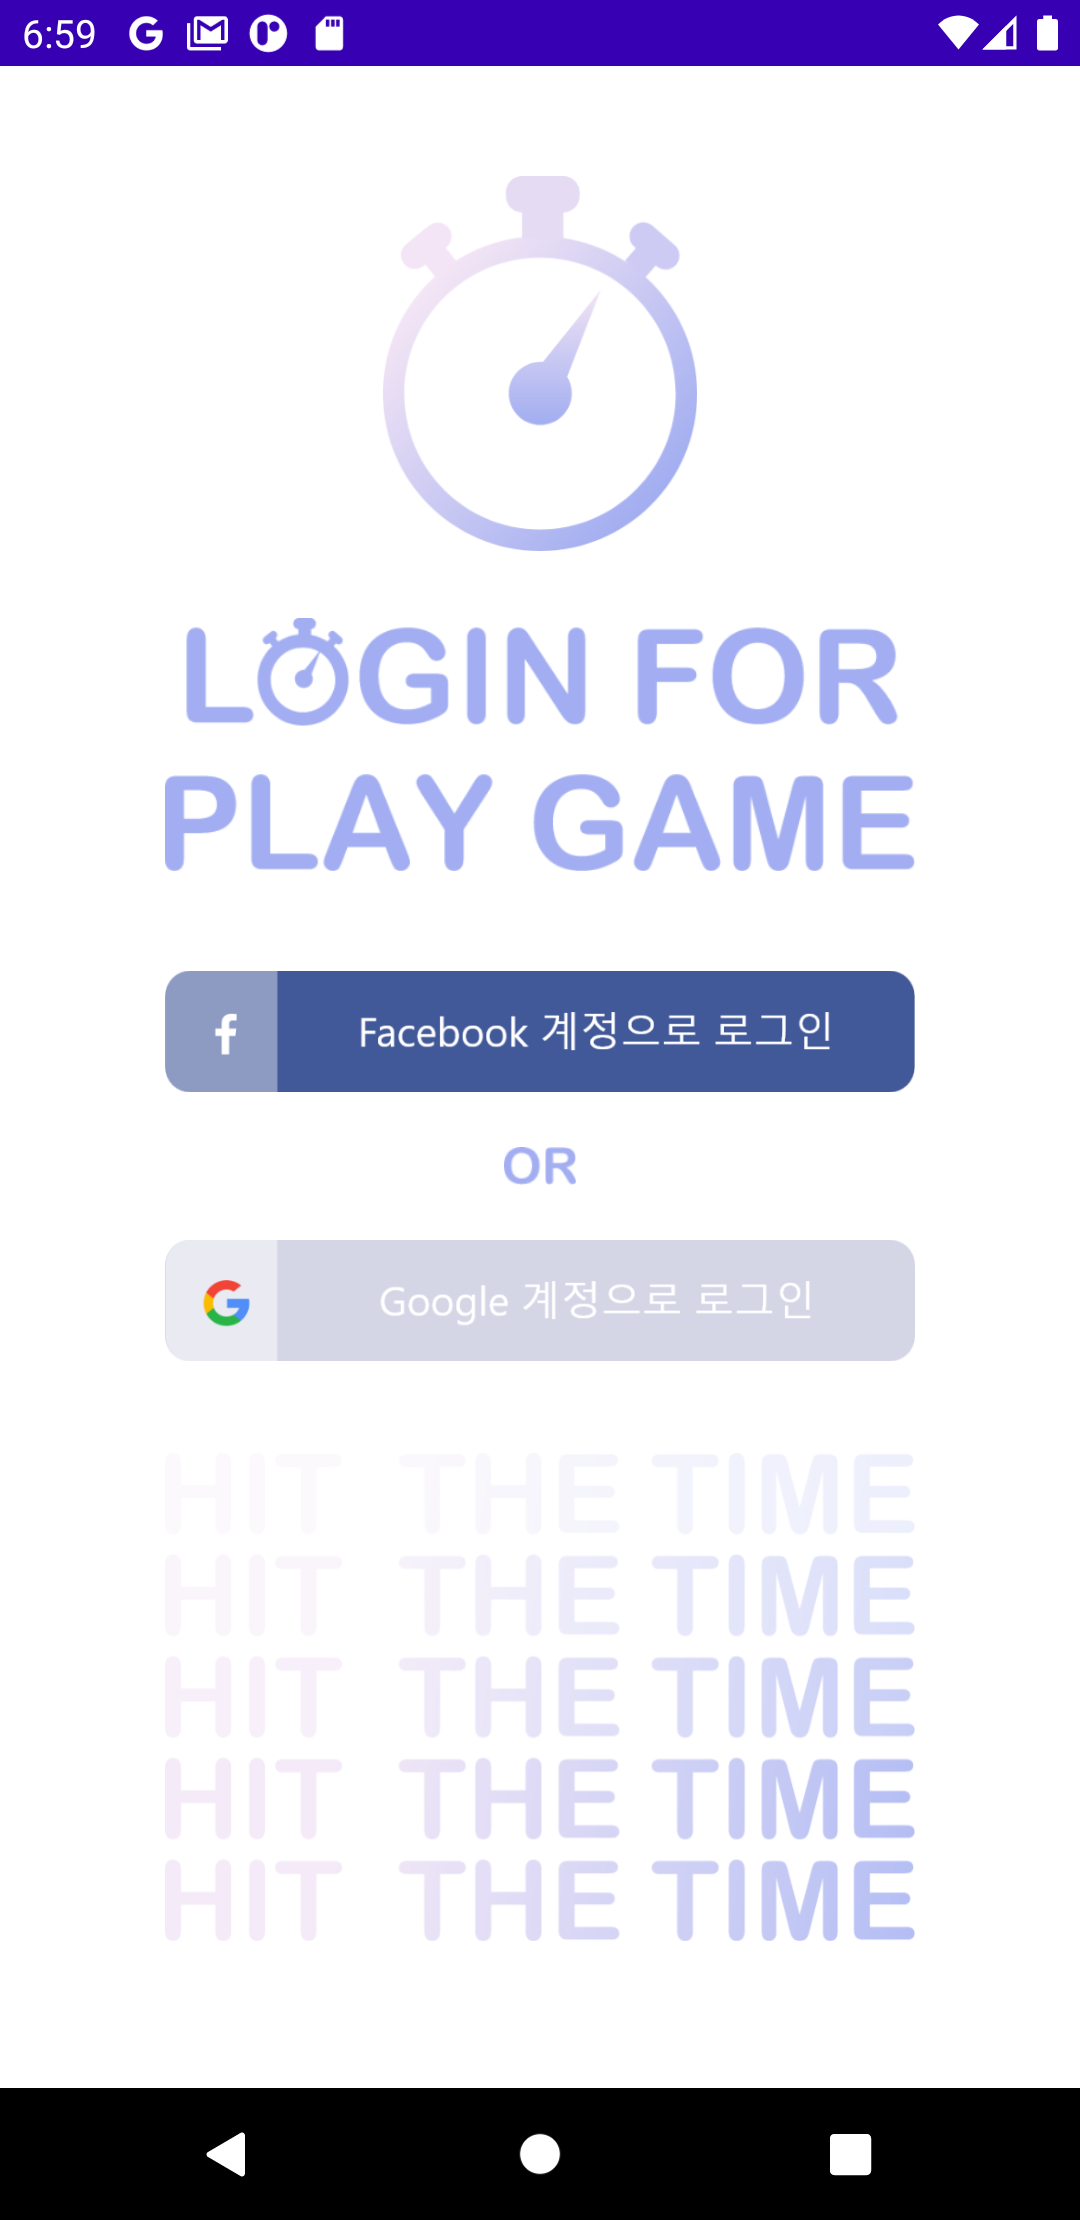 6:59
LOGIN FOR
PLAY GAME
Facebook 계정으로 로그인
OR
Google 계정으로 로그인
HIT THE TIME
HIT THE TIME
HIT THE TIME
HIT THE TIME
HIT THE TIME